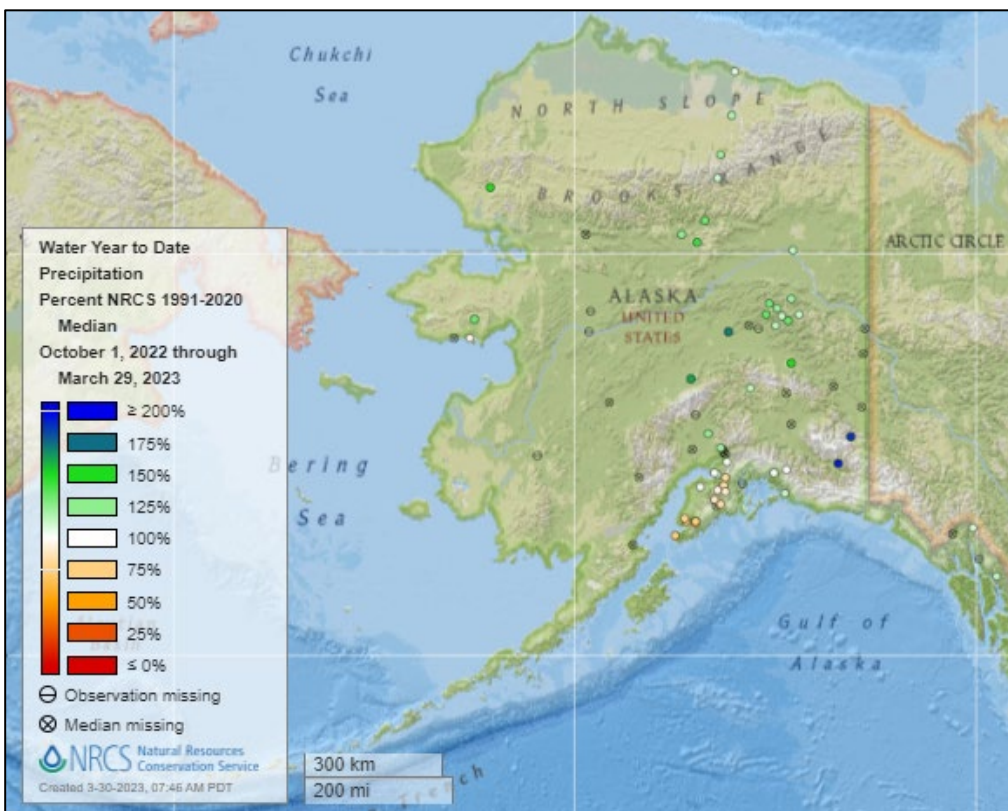 Chukchi
Sea
NORTH SLOPE
BROOKS RANGE
ARCTIC CIRCLE
ALASKA
UNITED
STATES
Bering
Sea
Gulf of
Alaska
Trench
Water Year to Date
Precipitation
Percent NRCS 1991-2020
Median
October 1, 2022 through
March 29, 2023
≥ 200%
175%
150%
125%
100%
75%
50%
25%
≤ 0%
Observation missing
Median missing
NRCS Natural Resources
Conservation Service
Created 3-30-2023, 07:46 AM PDT
300 km
200 mi